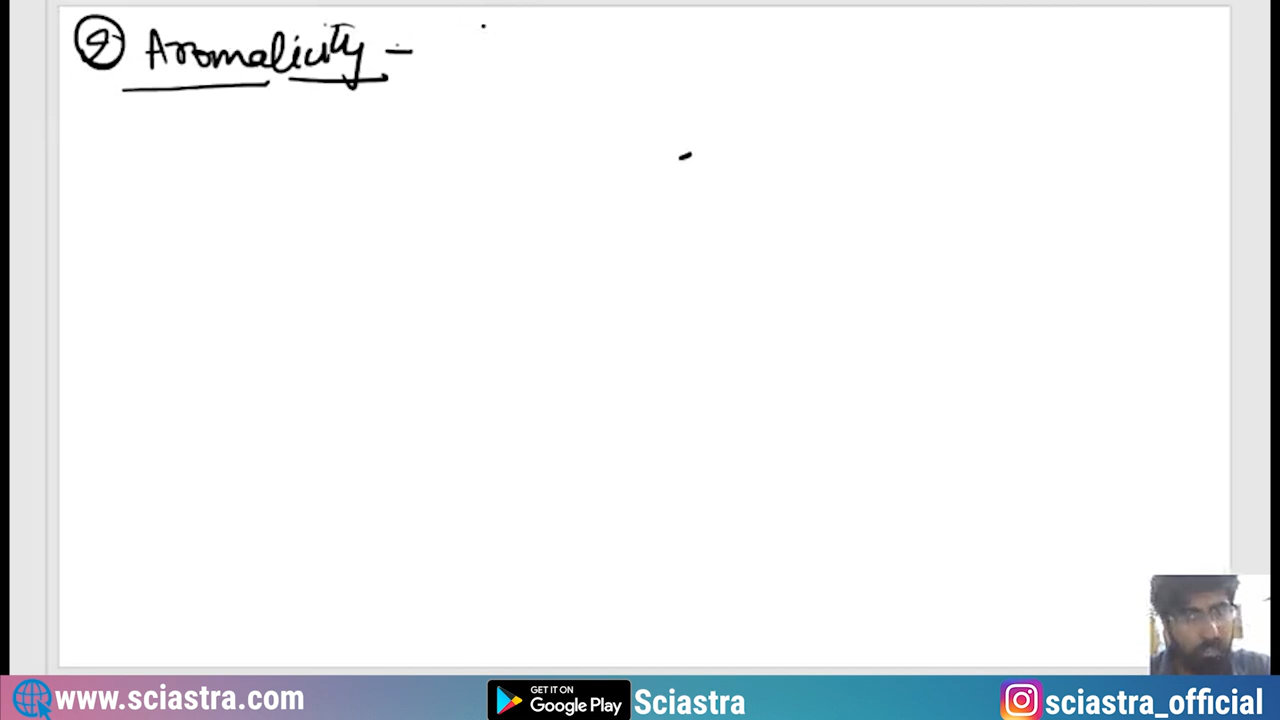 9 Aromaticity -
www.sciastra.com
GET IT ON
Google Play
Sciastra
sciastra_official